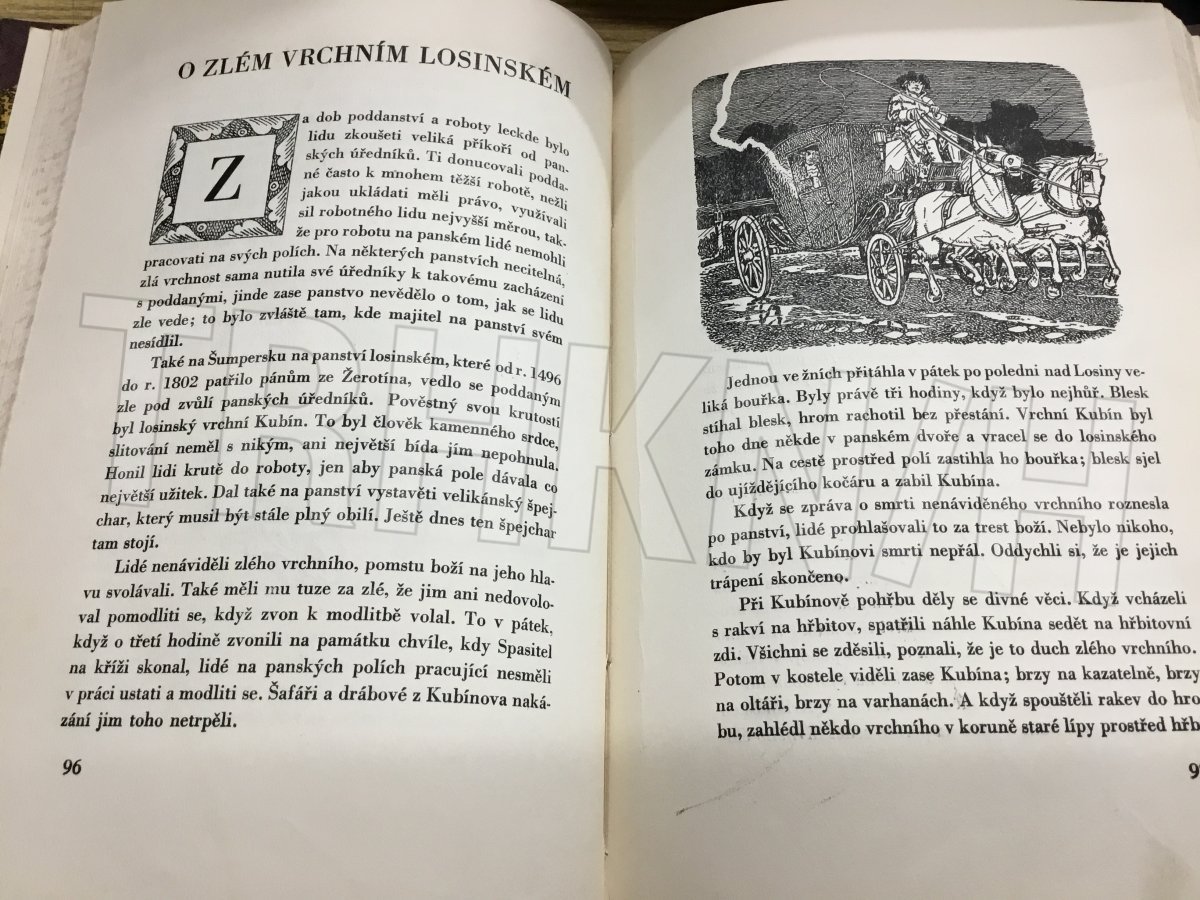 O ZLÉM VRCHNÍM LOSINSKÉM
Za dob poddanství a roboty leckde bylo
lidu zkoušeti veliká příkoří od pan-
ských úředníků. Ti donucovali podda-
né často k mnohem těžší robotě, nežli
jakou ukládati měli právo, využívali
sil robotného lidu nejvyšší měrou, tak-
že pro robotu na panském lidé nemohli
pracovati na svých polích. Na některých panstvích necitelná,
zlá vrchnost sama nutila své úředníky k takovému zacházení
s poddanými, jinde zase panstvo nevědělo o tom, jak se lidu
zle vede; to bylo zvláště tam, kde majitel na panství svém
nesídlil.
Také na Šumpersku na panství losinském, které od r. 1496
do r. 1802 patřilo pánům ze Žerotína, vedlo se poddaným
zle pod zvůlí panských úředníků. Pověstný svou krutostí
byl losinský vrchní Kubín. To byl člověk kamenného srdce,
slitování neměl s nikým, ani největší bída jím nepohnula.
Honil lidi krutě do roboty, jen aby panská pole dávala co
největší užitek. Dal také na panství vystavěti velikánský špej-
char, který musil být stále plný obilí. Ještě dnes ten špejchar
tam stojí.
Lidé nenáviděli zlého vrchního, pomstu boží na jeho hla-
vu svolávali. Také měli mu tuze za zlé, že jim ani nedovolo-
val pomodliti se, když zvon k modlitbě volal. To v pátek,
když o třetí hodině zvonili na památku chvíle, kdy Spasitel
na kříži skonal, lidé na panských polích pracující nesměli
v práci ustati a modliti se. Šafáři a drábové z Kubínova naká-
zání jim toho netrpěli.
96
Jednou ve žních přitáhla v pátek po poledni nad Losiny ve-
liká bouřka. Byly právě tři hodiny, když bylo nejhůř. Blesk
stíhal blesk, hrom rachotil bez přestání. Vrchní Kubín byl
toho dne někde v panském dvoře a vracel se do losinského
zámku. Na cestě prostřed polí zastihla ho bouřka; blesk sjel
do ujíždějícího kočáru a zabil Kubína.
Když se zpráva o smrti nenáviděného vrchního roznesla
po panství, lidé prohlašovali to za trest boží. Nebylo nikoho,
kdo by byl Kubínovi smrti nepřál. Oddychli si, že je jejich
trápení skončeno.
Při Kubínově pohřbu děly se divné věci. Když vcházeli
s rakví na hřbitov, spatřili náhle Kubína sedět na hřbitovní
zdi. Všichni se zděsili, poznali, že je to duch zlého vrchního.
Potom v kostele viděli zase Kubína; brzy na kazatelně, brzy
na oltáři, brzy na varhanách. A když spouštěli rakev do hro
bu, zahlédl někdo vrchního v koruně staré lípy prostřed hřb
9
TRHKNIH